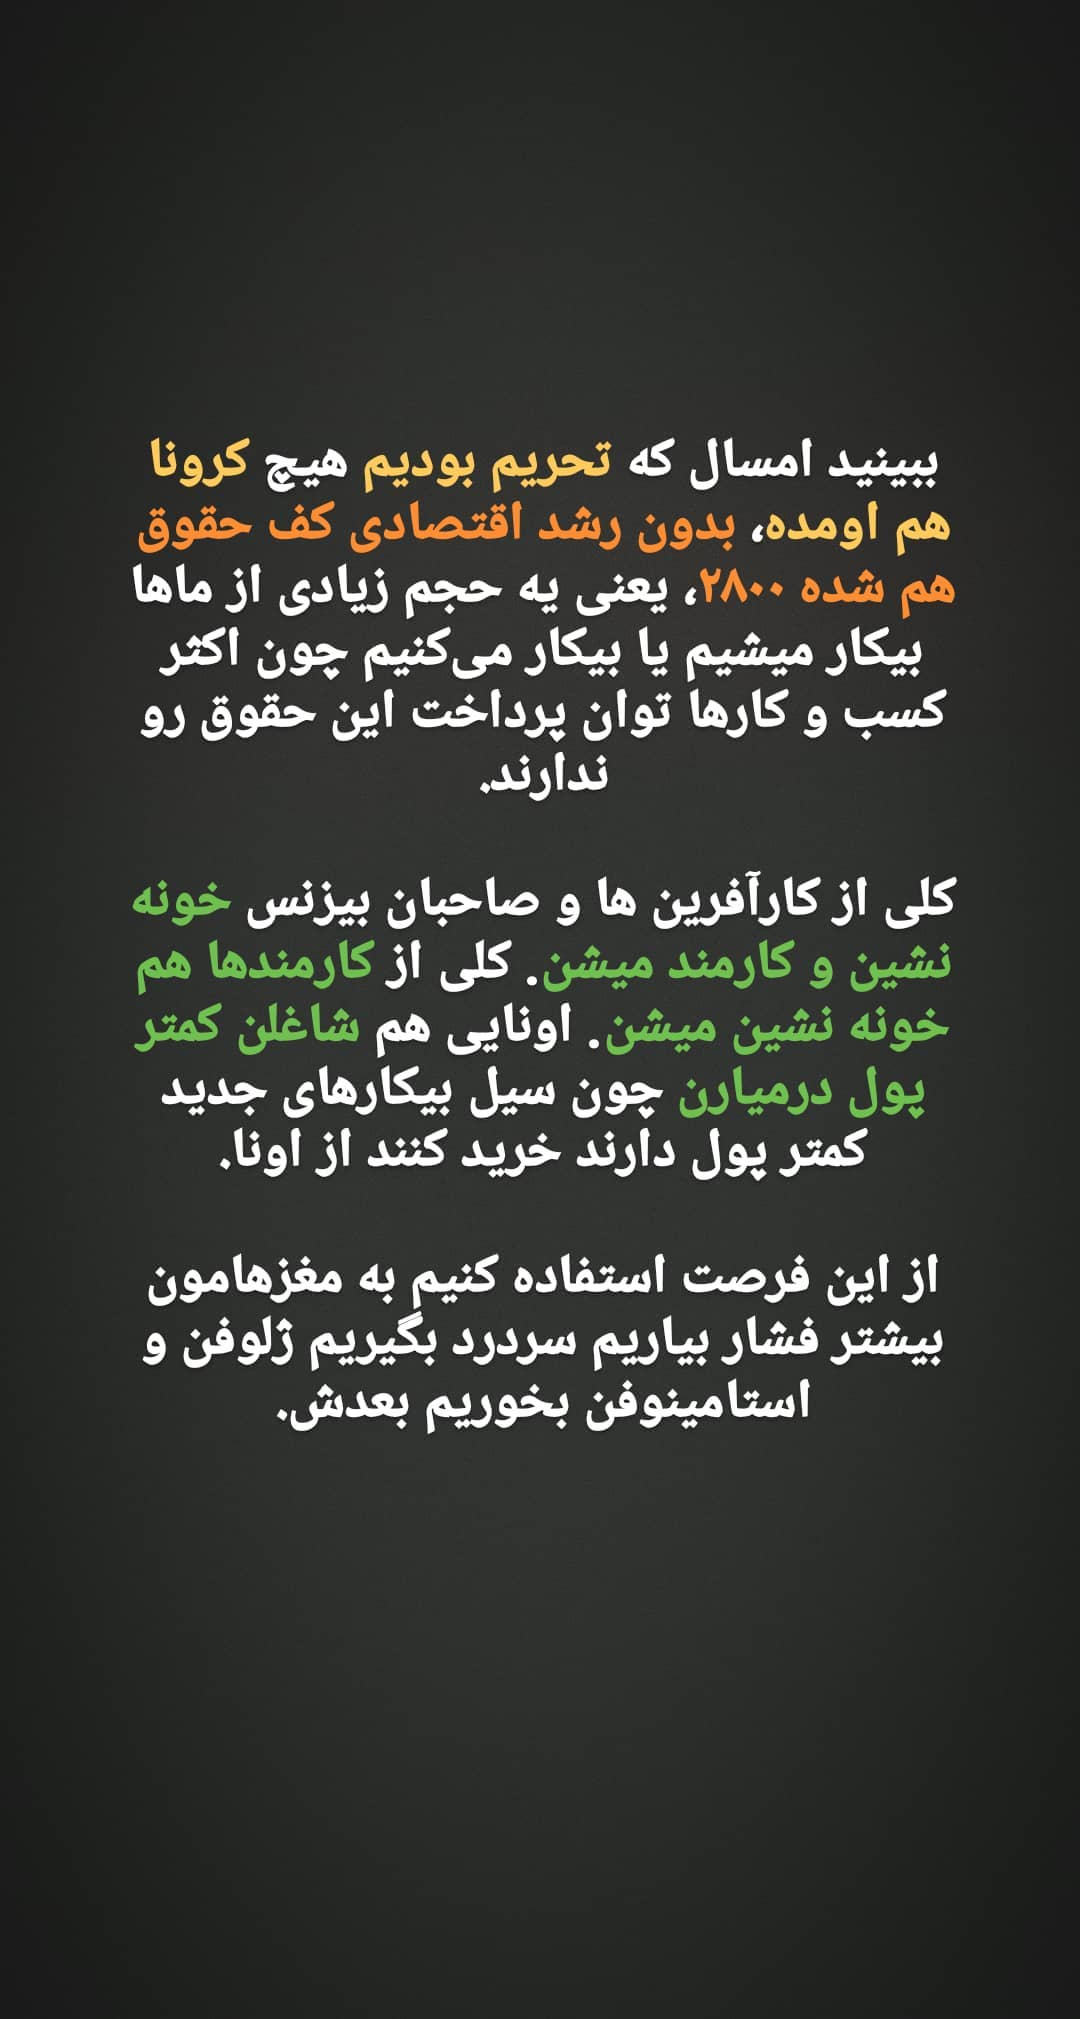 ببینید امسال که تحریم بودیم هیچ کرونا
هم اومده، بدون رشد اقتصادی کف حقوق
هم شده ۲۸۰۰، یعنی یه حجم زیادی از ماها
بیکار میشیم یا بیکار می‌کنیم چون اکثر
کسب و کارها توان پرداخت این حقوق رو
ندارند.
کلی از کارآفرین ها و صاحبان بیزنس خونه
نشین و کارمند میشن. کلی از کارمندها هم
خونه نشین میشن. اونایی هم شاغلن کمتر
پول درمیارن چون سیل بیکارهای جدید
کمتر پول دارند خرید کنند از اونا.
از این فرصت استفاده کنیم به مغزهامون
بیشتر فشار بیاریم سردرد بگیریم ژلوفن و
استامینوفن بخوریم بعدش.